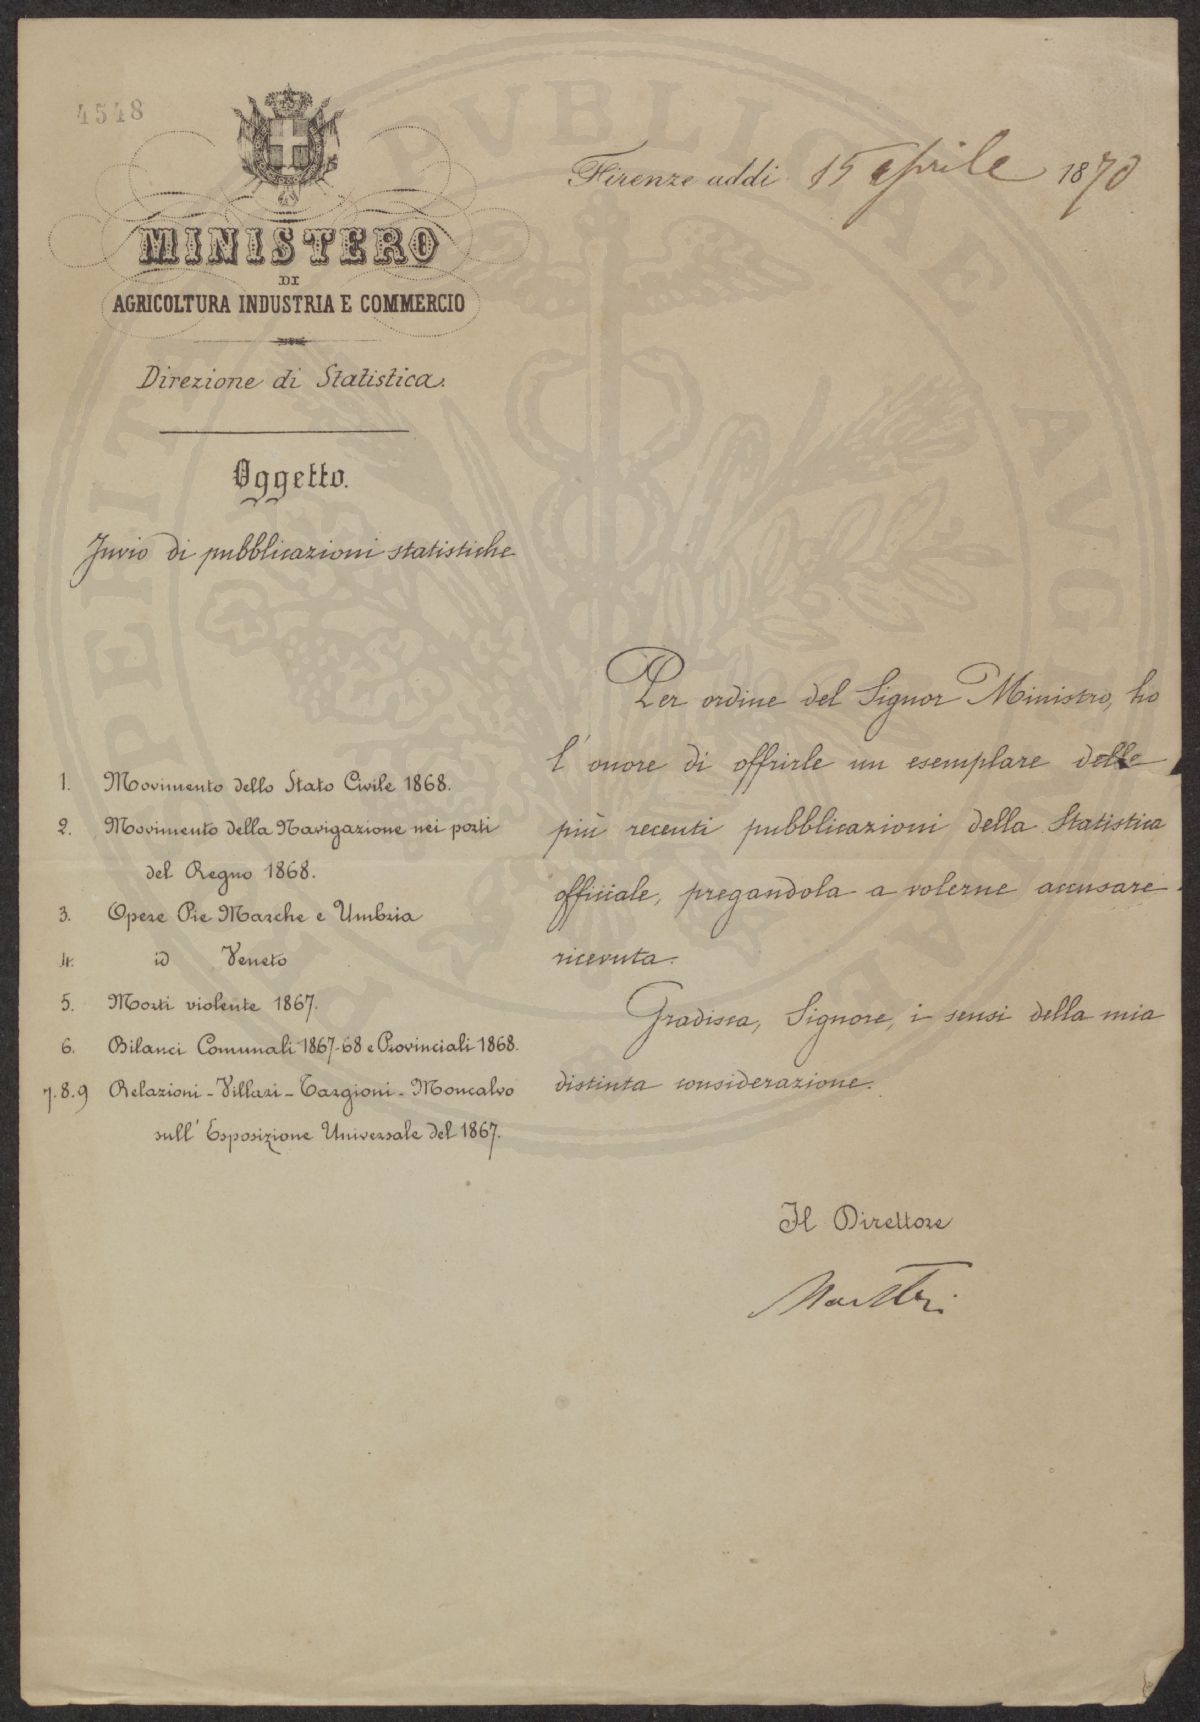 4548
Firenze addi 15 aprile 1870
MINISTERO
DI
AGRICOLTURA INDUSTRIA E COMMERCIO
Direzione di Statistica.
Oggetto.
Invio di pubblicazioni statistiche
1. Movimento dello Stato Civile 1868.
2. Movimento della Navigazione nei porti
del Regno 1868.
3. Opere Pie Marche e Umbria
4. id Veneto
5. Morti violente 1867.
6. Bilanci Comunali 1867-68 e Provinciali 1868.
7.8.9 Relazioni - Villari - Targioni - Moncalvo
sull' Esposizione Universale del 1867.
Per ordine del Signor Ministro, ho
l'onore di offrirle un esemplare delle
più recenti pubblicazioni della Statistica
officiale, pregandola a volerne accusare
ricevuta.
Gradisca, Signore, i sensi della mia
distinta considerazione.
Il Direttore
Maestri